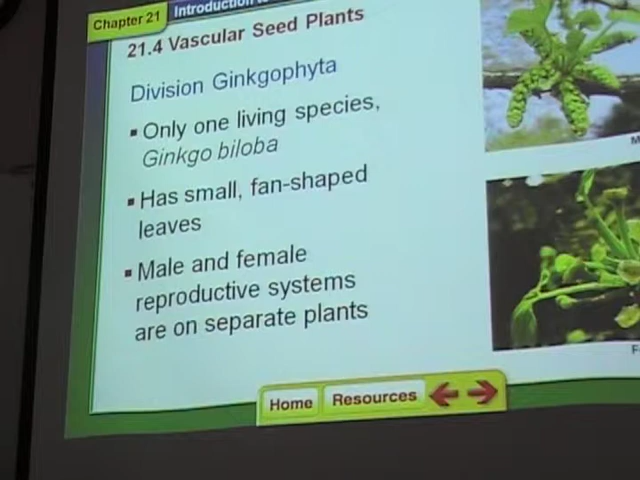 Chapter 21
Introduction
21.4 Vascular Seed Plants
Division Ginkgophyta
▪ Only one living species,
Ginkgo biloba
▪ Has small, fan-shaped
leaves
▪ Male and female
reproductive systems
are on separate plants
Home Resources